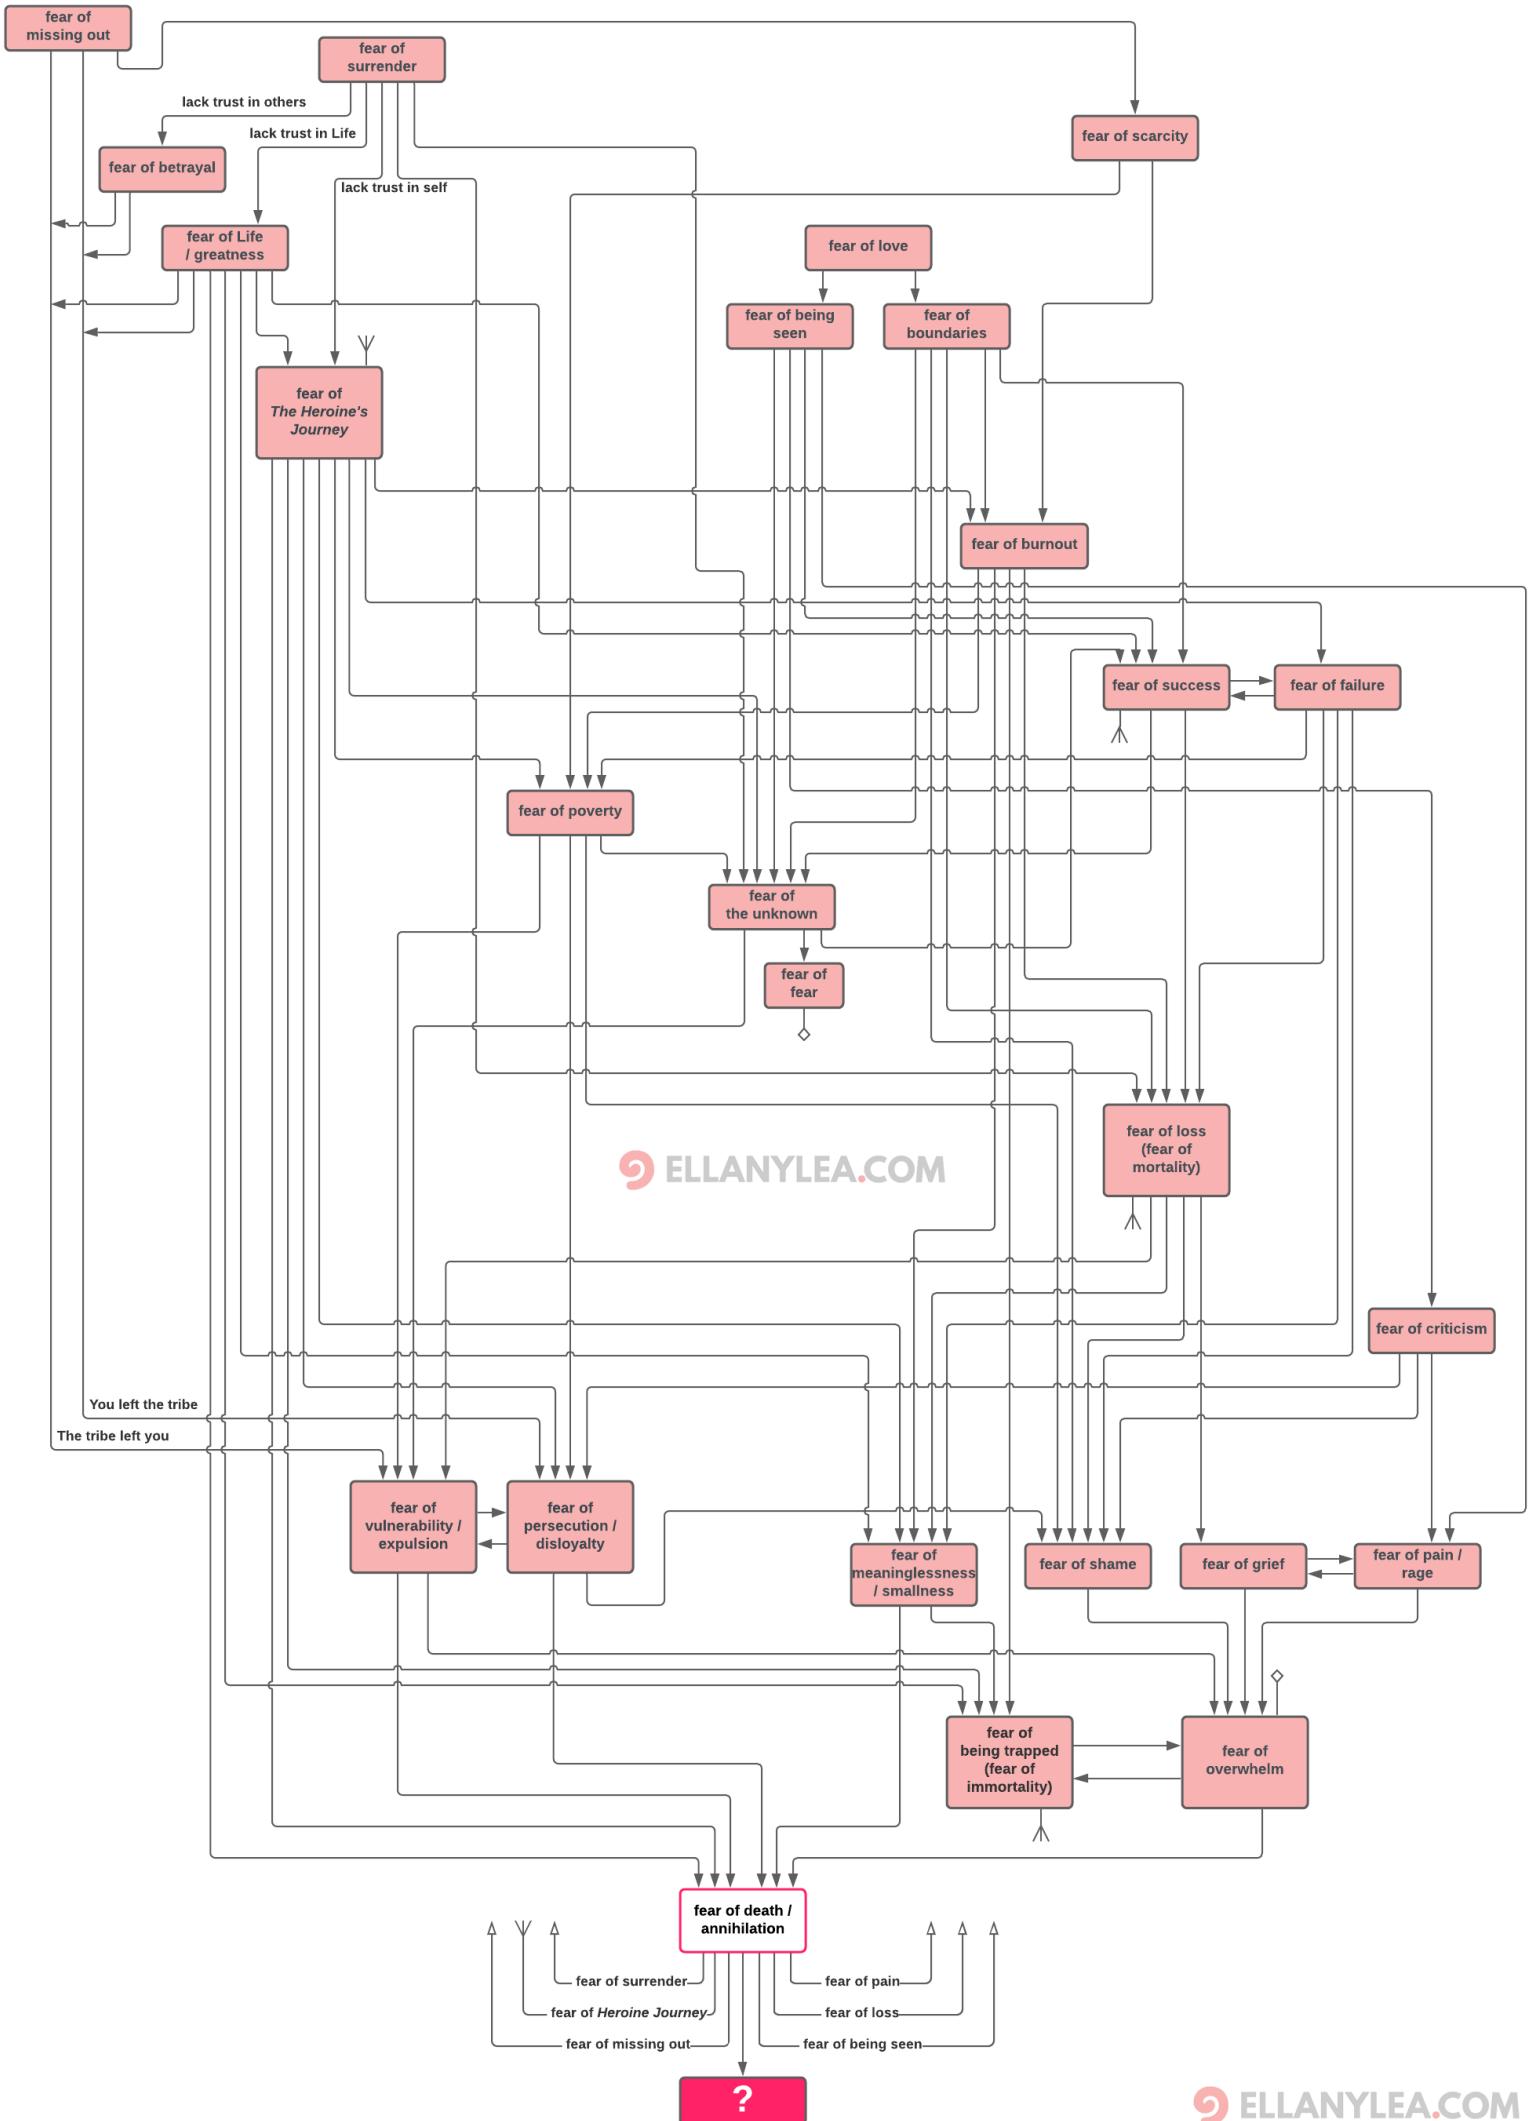 fear of
missing out
fear of
surrender
lack trust in others
fear of scarcity
lack trust in Life
fear of betrayal
lack trust in self
fear of Life
/ greatness
fear of love
fear of being
seen
fear of
boundaries
fear of
The Heroine's
Journey
fear of burnout
fear of success
fear of failure
fear of poverty
fear of
the unknown
fear of
fear
fear of loss
(fear of
mortality)
ELLANYLEA.COM
fear of criticism
You left the tribe
The tribe left you
fear of
vulnerability /
expulsion
fear of
persecution /
disloyalty
fear of
meaninglessness
/ smallness
fear of shame
fear of grief
fear of pain /
rage
fear of
being trapped
(fear of
immortality)
fear of
overwhelm
fear of death /
annihilation
fear of surrender
fear of pain
fear of Heroine Journey
fear of loss
fear of missing out
fear of being seen
?
ELLANYLEA.COM